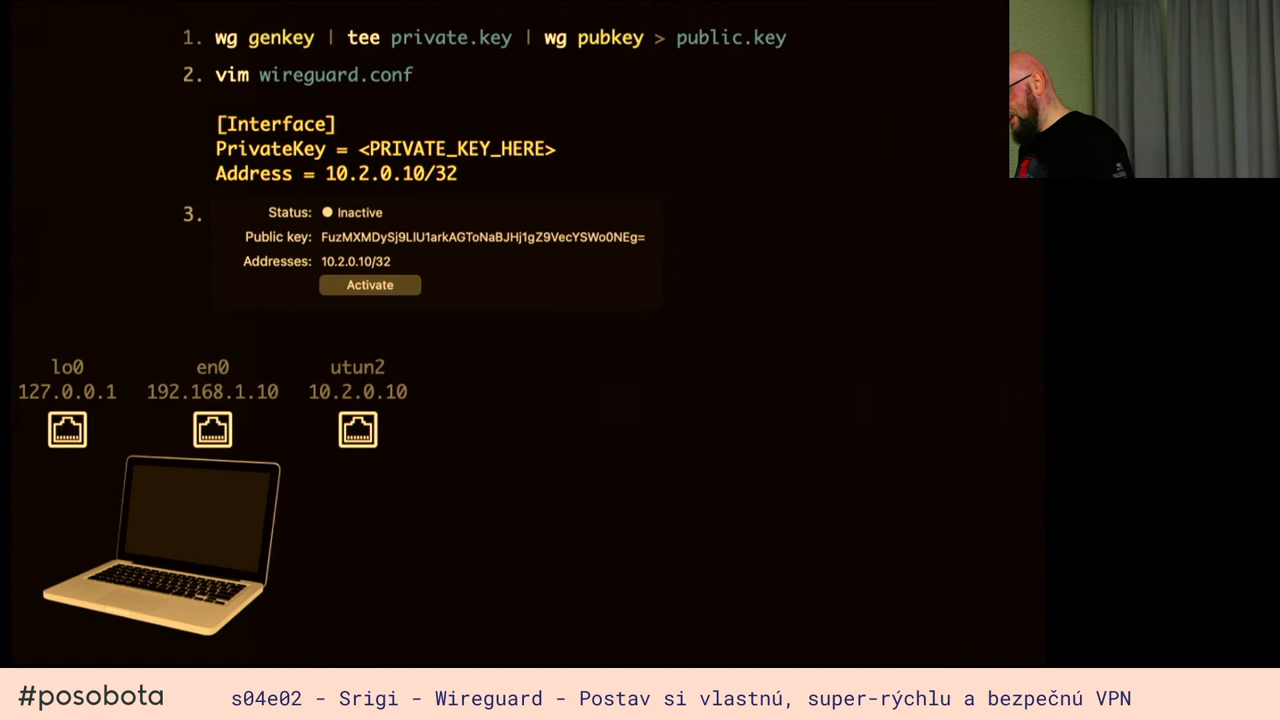 1. wg genkey | tee private.key | wg pubkey > public.key
2. vim wireguard.conf
[Interface]
PrivateKey = <PRIVATE_KEY_HERE>
Address = 10.2.0.10/32
3.
Status: Inactive
Public key: FuzMXMDySj9LIU1arkAGToNaBJHj1gZ9VecYSWo0NEg=
Addresses: 10.2.0.10/32
Activate
lo0 en0 utun2
127.0.0.1 192.168.1.10 10.2.0.10
#posobota s04e02 - Srigi - Wireguard - Postav si vlastnú, super-rýchlu a bezpečnú VPN